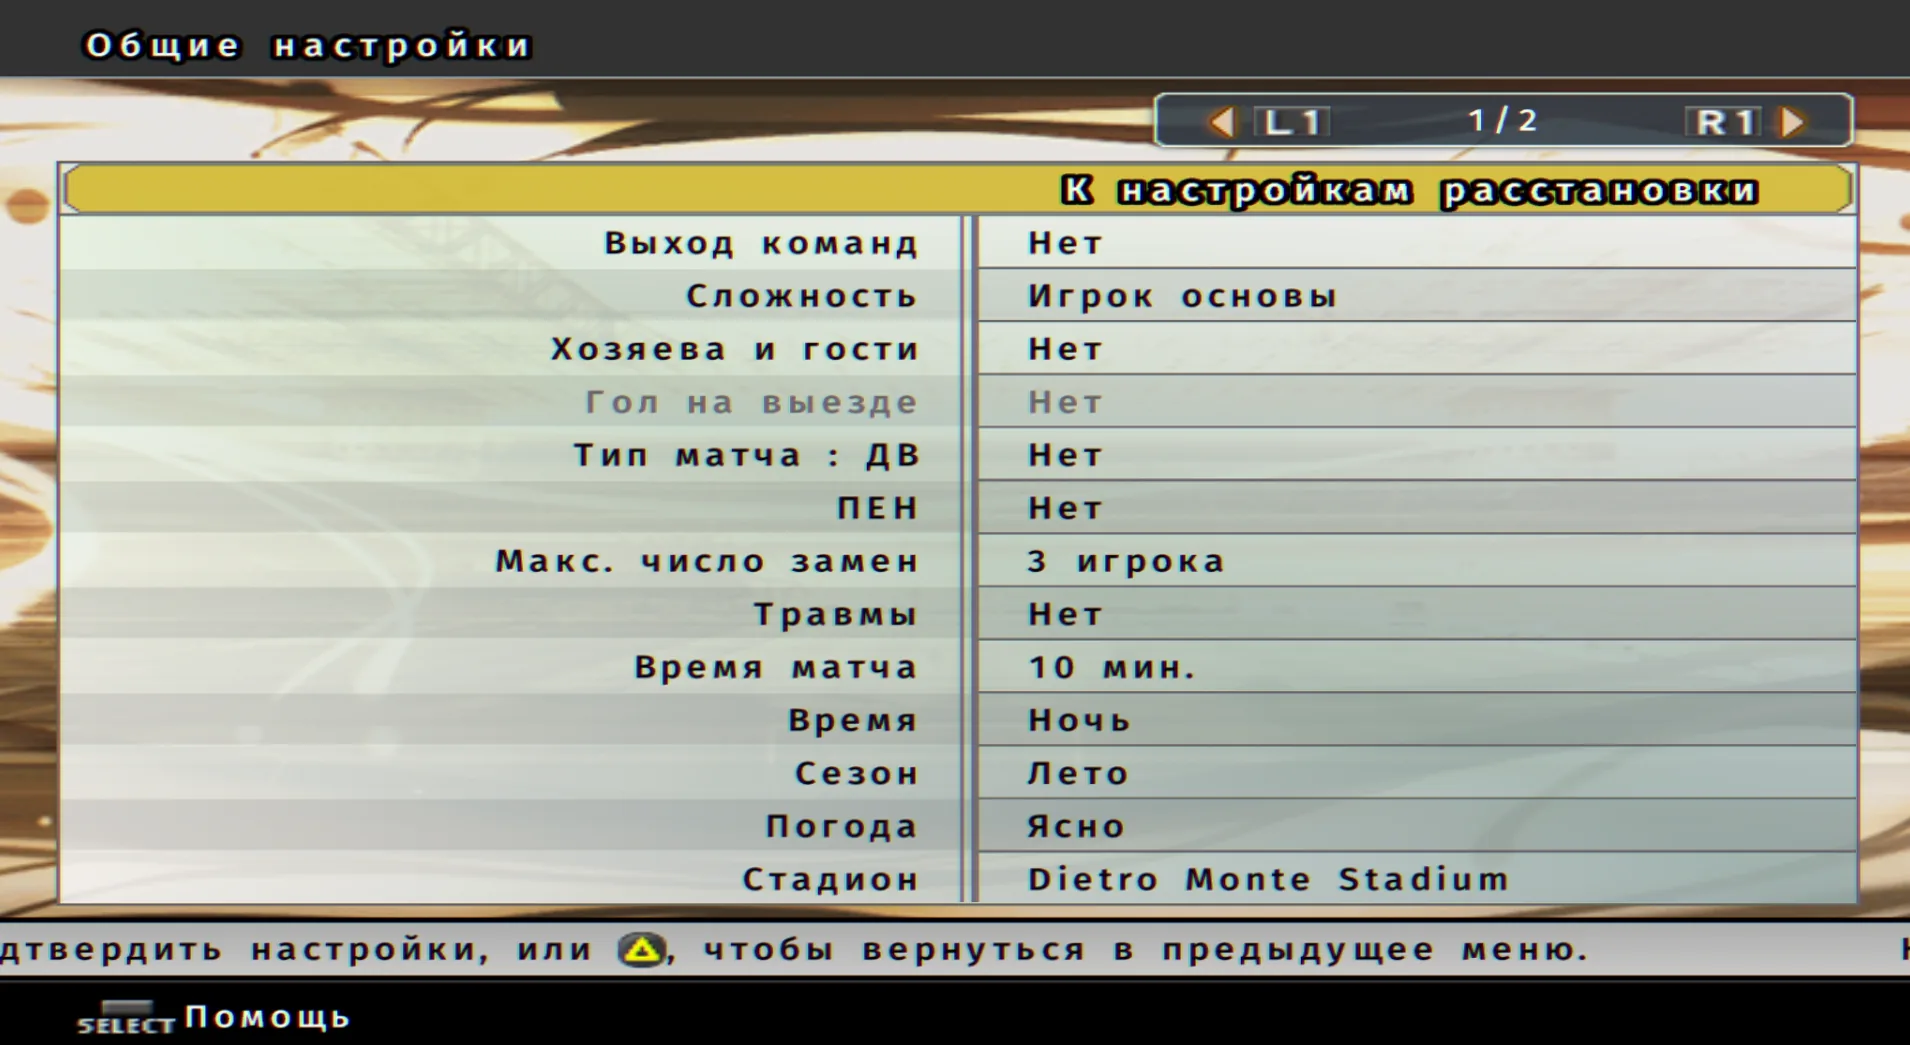 Общие настройки
L1 1/2 R1
К настройкам расстановки
Выход команд Нет
Сложность Игрок основы
Хозяева и гости Нет
Гол на выезде Нет
Тип матча : ДВ Нет
ПЕН Нет
Макс. число замен 3 игрока
Травмы Нет
Время матча 10 мин.
Время Ночь
Сезон Лето
Погода Ясно
Стадион Dietro Monte Stadium
дтвердить настройки, или , чтобы вернуться в предыдущее меню.
SELECT Помощь